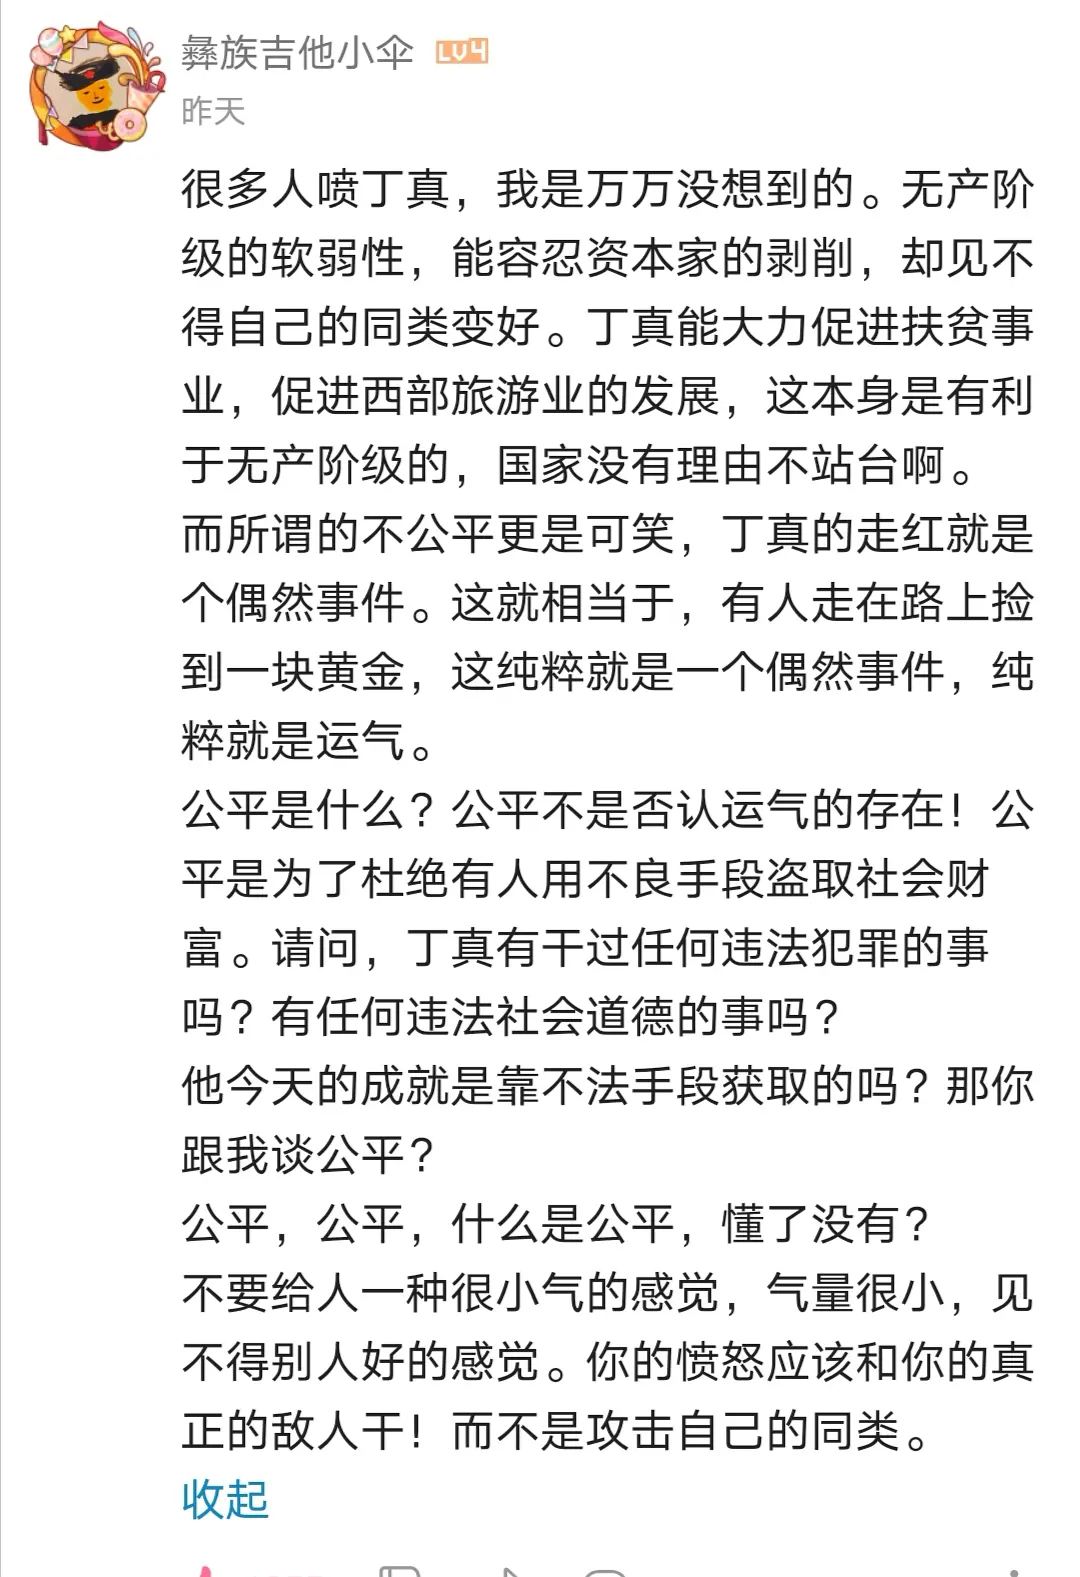 彝族吉他小伞 LV4
昨天
很多人喷丁真，我是万万没想到的。无产阶
级的软弱性，能容忍资本家的剥削，却见不
得自己的同类变好。丁真能大力促进扶贫事
业，促进西部旅游业的发展，这本身是有利
于无产阶级的，国家没有理由不站台啊。
而所谓的不公平更是可笑，丁真的走红就是
个偶然事件。这就相当于，有人走在路上捡
到一块黄金，这纯粹就是一个偶然事件，纯
粹就是运气。
公平是什么？公平不是否认运气的存在！公
平是为了杜绝有人用不良手段盗取社会财
富。请问，丁真有干过任何违法犯罪的事
吗？有任何违法社会道德的事吗？
他今天的成就是靠不法手段获取的吗？那你
跟我谈公平？
公平，公平，什么是公平，懂了没有？
不要给人一种很小气的感觉，气量很小，见
不得别人好的感觉。你的愤怒应该和你的真
正的敌人干！而不是攻击自己的同类。
收起